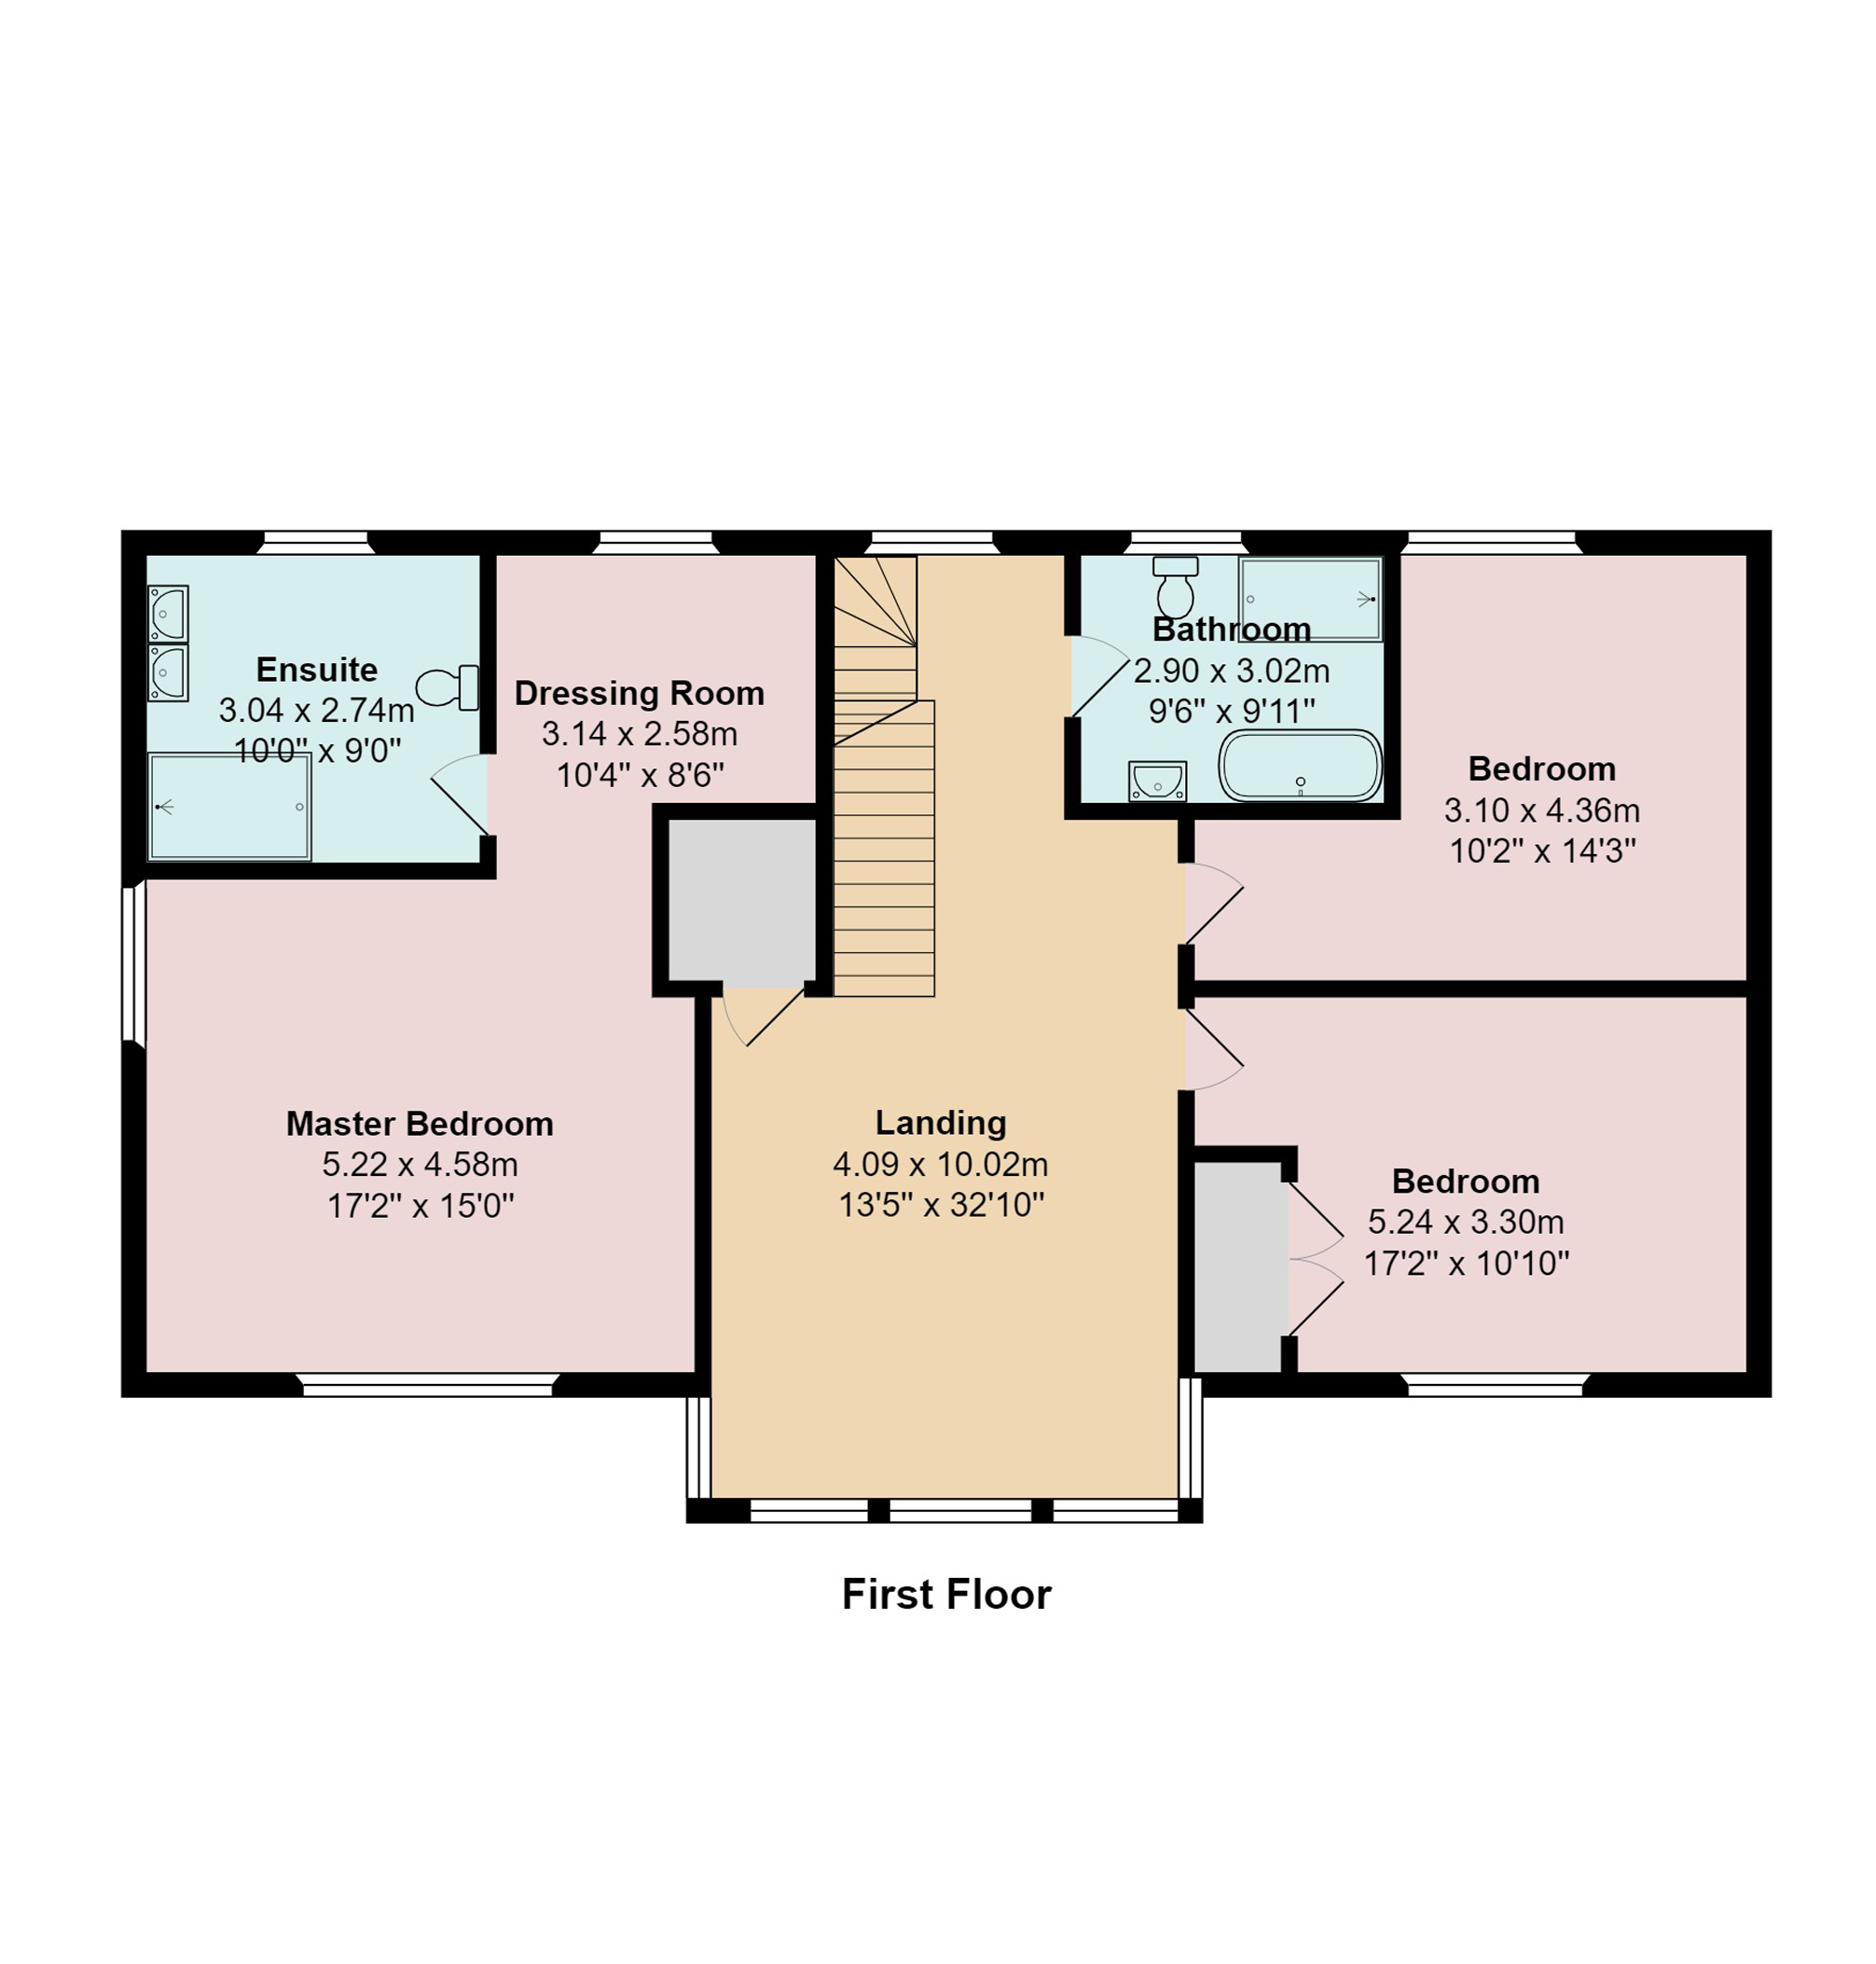 Ensuite
3.04 x 2.74m
10'0" x 9'0"
Dressing Room
3.14 x 2.58m
10'4" x 8'6"
Bathroom
2.90 x 3.02m
9'6" x 9'11"
Bedroom
3.10 x 4.36m
10'2" x 14'3"
Master Bedroom
5.22 x 4.58m
17'2" x 15'0"
Landing
4.09 x 10.02m
13'5" x 32'10"
Bedroom
5.24 x 3.30m
17'2" x 10'10"
First Floor